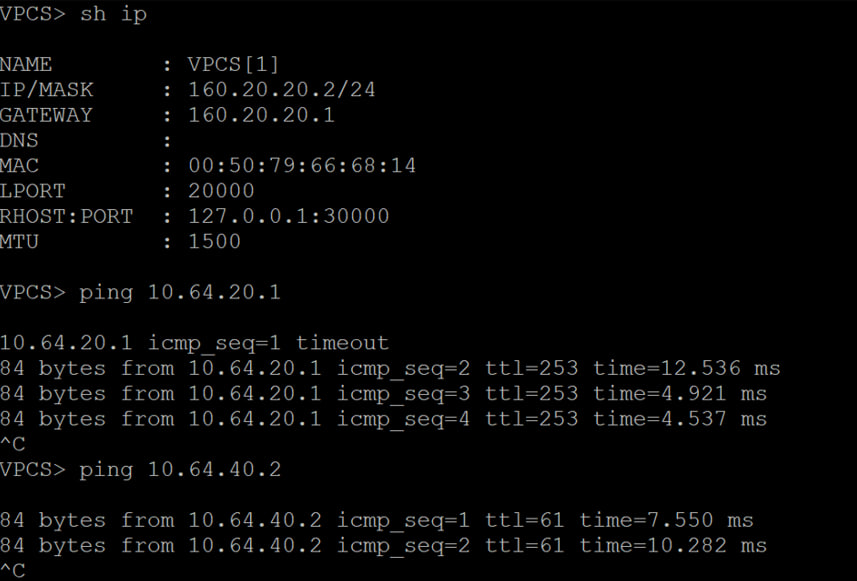 VPCS> sh ip
NAME : VPCS[1]
IP/MASK : 160.20.20.2/24
GATEWAY : 160.20.20.1
DNS :
MAC : 00:50:79:66:68:14
LPORT : 20000
RHOST:PORT : 127.0.0.1:30000
MTU : 1500
VPCS> ping 10.64.20.1
10.64.20.1 icmp_seq=1 timeout
84 bytes from 10.64.20.1 icmp_seq=2 ttl=253 time=12.536 ms
84 bytes from 10.64.20.1 icmp_seq=3 ttl=253 time=4.921 ms
84 bytes from 10.64.20.1 icmp_seq=4 ttl=253 time=4.537 ms
^C
VPCS> ping 10.64.40.2
84 bytes from 10.64.40.2 icmp_seq=1 ttl=61 time=7.550 ms
84 bytes from 10.64.40.2 icmp_seq=2 ttl=61 time=10.282 ms
^C